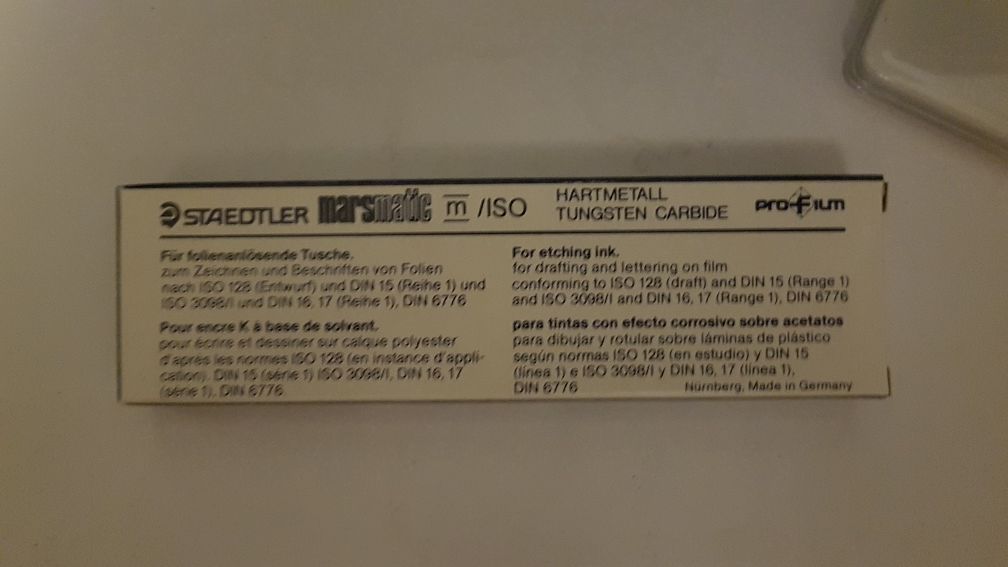 STAEDTLER marsmatic m /ISO
HARTMETALL
TUNGSTEN CARBIDE
profilm
Für folienanlösende Tusche,
zum Zeichnen und Beschriften von Folien
nach ISO 128 (Entwurf) und DIN 15 (Reihe 1) und
ISO 3098/I und DIN 16, 17 (Reihe 1), DIN 6776
Pour encre K à base de solvant,
pour écrire et dessiner sur calque polyester
d'après les normes ISO 128 (en instance d'appli-
cation), DIN 15 (série 1) ISO 3098/I, DIN 16, 17
(série 1), DIN 6776
For etching ink,
for drafting and lettering on film
conforming to ISO 128 (draft) and DIN 15 (Range 1)
and ISO 3098/I and DIN 16, 17 (Range 1), DIN 6776
para tintas con efecto corrosivo sobre acetatos
para dibujar y rotular sobre láminas de plástico
según normas ISO 128 (en estudio) y DIN 15
(línea 1) e ISO 3098/I y DIN 16, 17 (línea 1),
DIN 6776
Nürnberg, Made in Germany